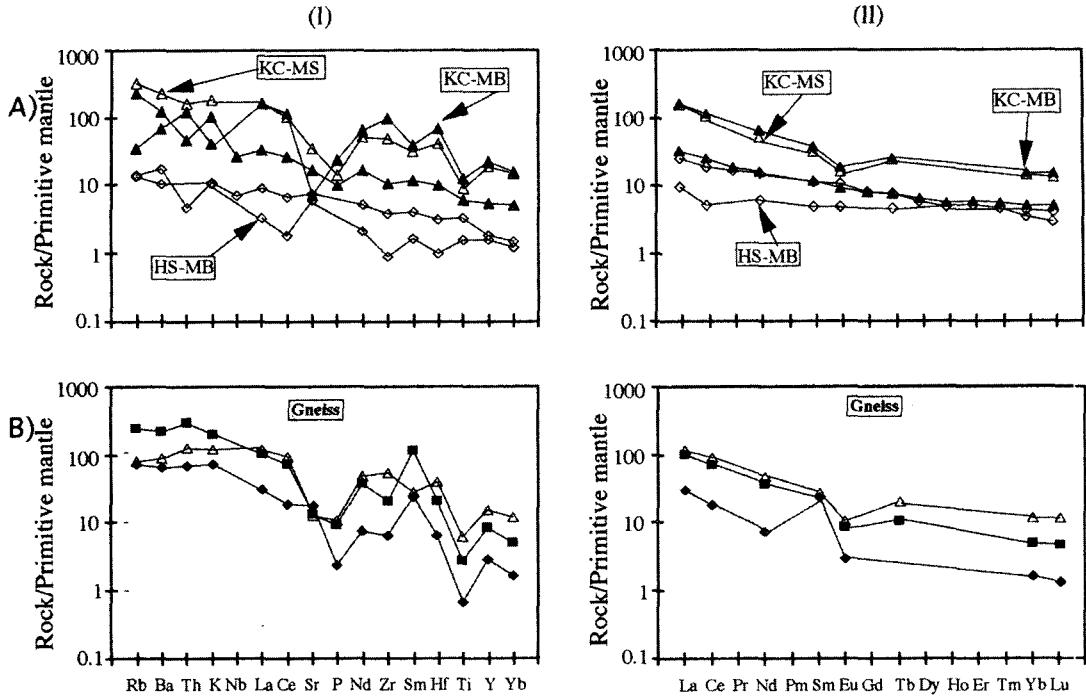 (I)
(II)
A)
Rock/Primitive mantle
1000
100
10
1
0.1
KC-MS
KC-MB
HS-MB
Rock/Primitive mantle
1000
100
10
1
0.1
KC-MS
KC-MB
HS-MB
B)
Rock/Primitive mantle
1000
100
10
1
0.1
Gneiss
Rb Ba Th K Nb La Ce Sr P Nd Zr Sm Hf Ti Y Yb
Rock/Primitive mantle
1000
100
10
1
0.1
Gneiss
La Ce Pr Nd Pm Sm Eu Gd Tb Dy Ho Er Tm Yb Lu